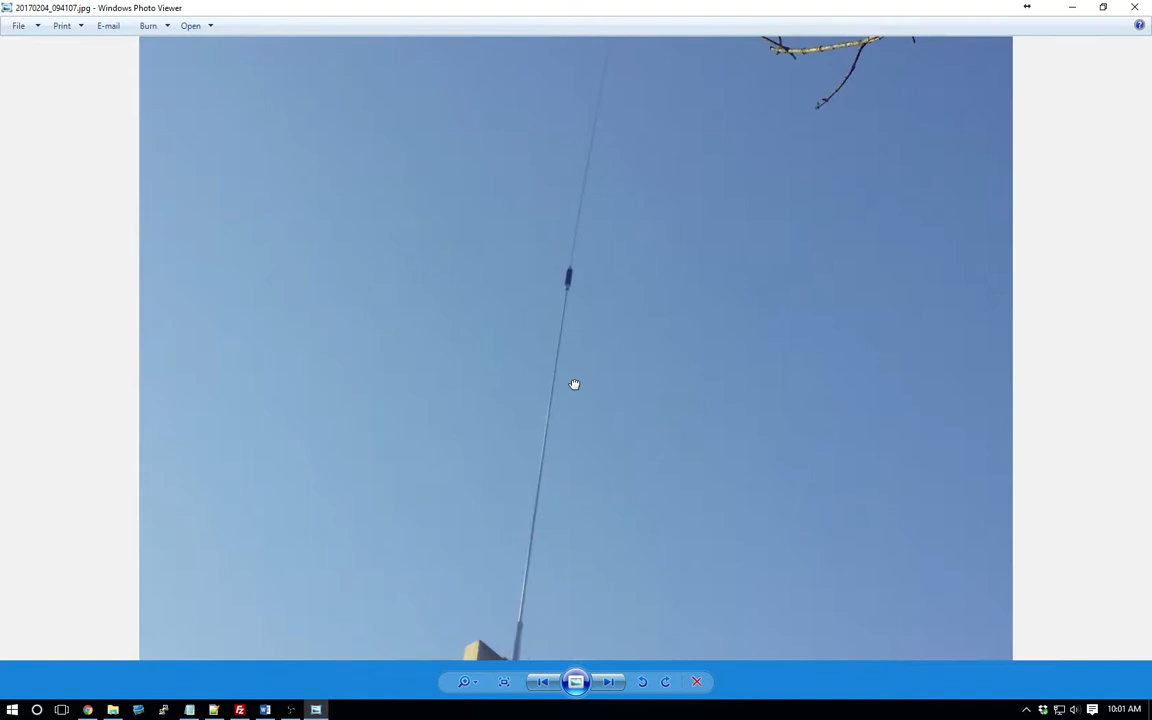 20170204_094107.jpg - Windows Photo Viewer
File Print E-mail Burn Open
10:01 AM